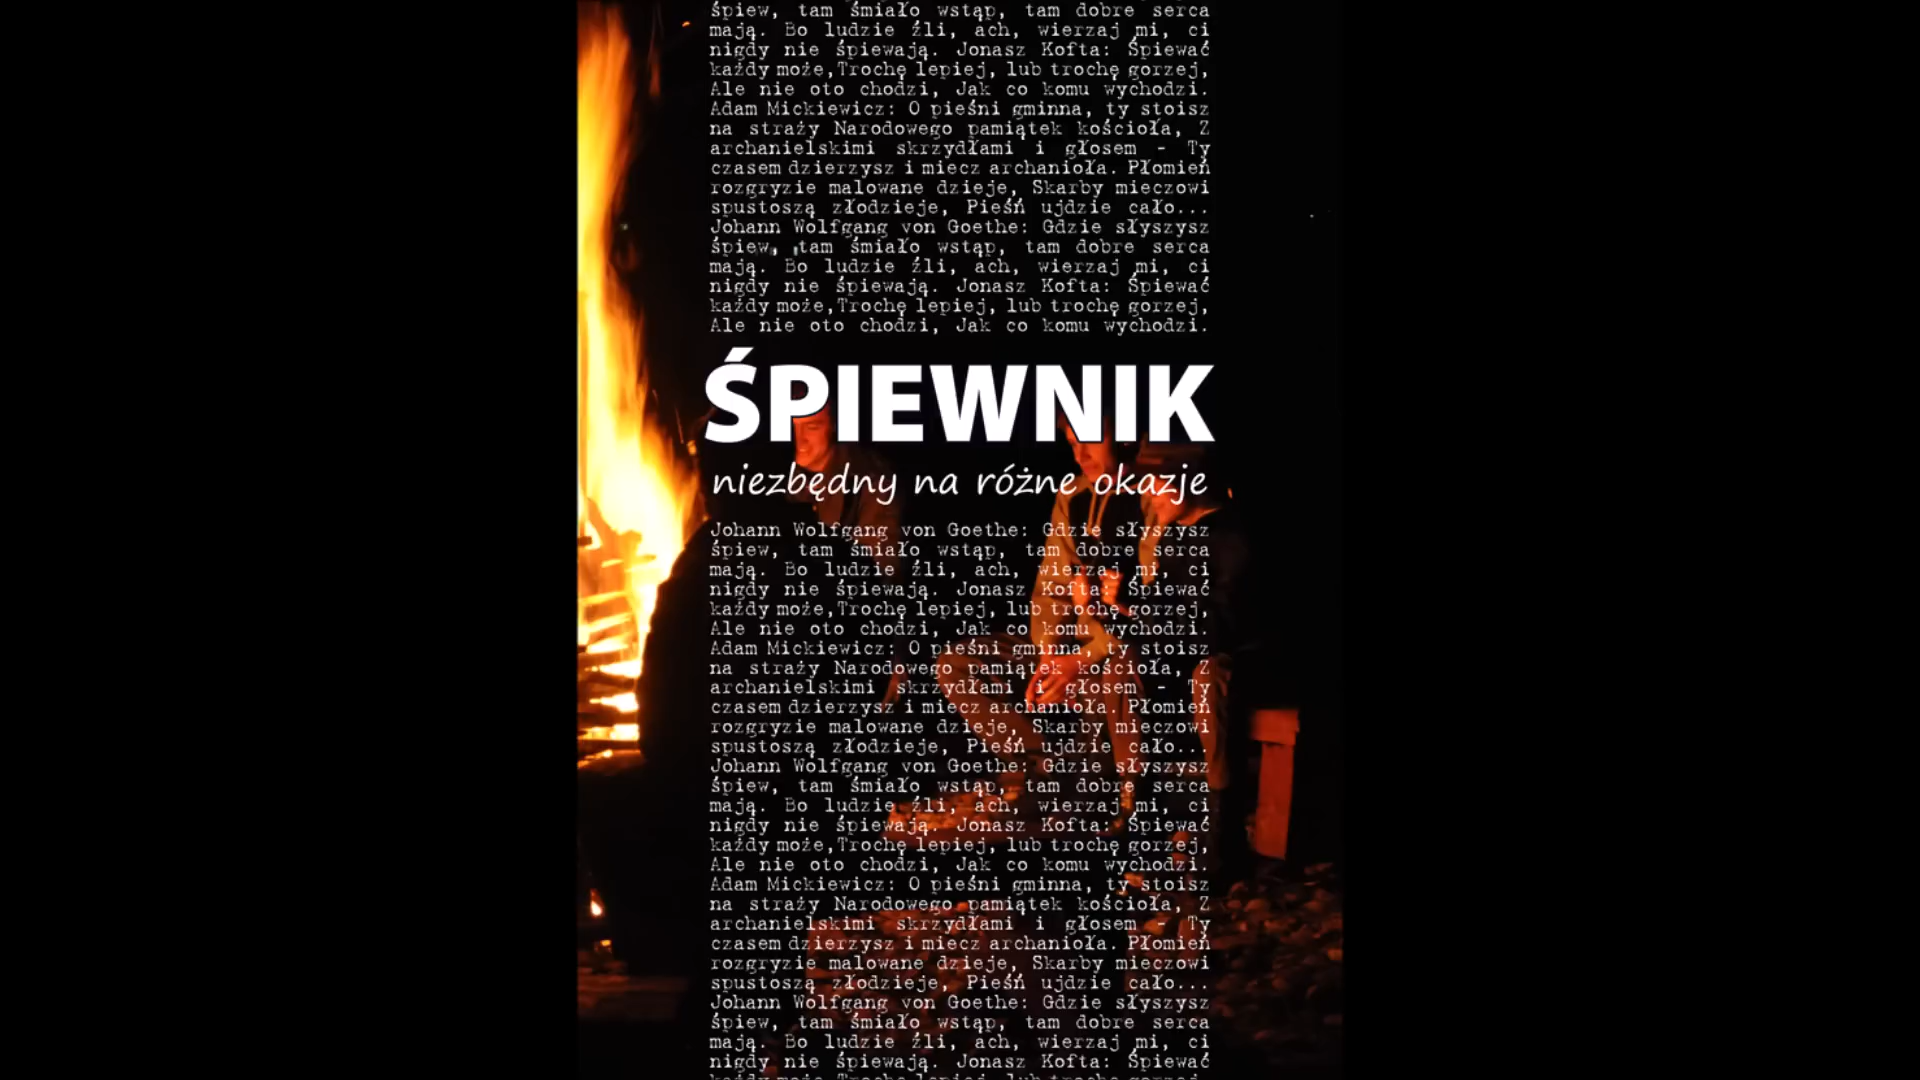 śpiew, tam śmiało wstąp, tam dobre serca
mają. Bo ludzie źli, ach, wierzaj mi, ci
nigdy nie śpiewają. Jonasz Kofta: Śpiewać
każdy może,Trochę lepiej, lub trochę gorzej,
Ale nie oto chodzi, Jak co komu wychodzi.
Adam Mickiewicz: O pieśni gminna, ty stoisz
na straży Narodowego pamiątek kościoła, Z
archanielskimi skrzydłami i głosem - Ty
czasem dzierzysz i miecz archanioła. Płomień
rozgryzie malowane dzieje, Skarby mieczowi
spustoszą złodzieje, Pieśń ujdzie cało...
Johann Wolfgang von Goethe: Gdzie słyszysz
śpiew, tam śmiało wstąp, tam dobre serca
mają. Bo ludzie źli, ach, wierzaj mi, ci
nigdy nie śpiewają. Jonasz Kofta: Śpiewać
każdy może,Trochę lepiej, lub trochę gorzej,
Ale nie oto chodzi, Jak co komu wychodzi.
ŚPIEWNIK
niezbędny na różne okazje
Johann Wolfgang von Goethe: Gdzie słyszysz
śpiew, tam śmiało wstąp, tam dobre serca
mają. Bo ludzie źli, ach, wierzaj mi, ci
nigdy nie śpiewają. Jonasz Kofta: Śpiewać
każdy może,Trochę lepiej, lub trochę gorzej,
Ale nie oto chodzi, Jak co komu wychodzi.
Adam Mickiewicz: O pieśni gminna, ty stoisz
na straży Narodowego pamiątek kościoła, Z
archanielskimi skrzydłami i głosem - Ty
czasem dzierzysz i miecz archanioła. Płomień
rozgryzie malowane dzieje, Skarby mieczowi
spustoszą złodzieje, Pieśń ujdzie cało...
Johann Wolfgang von Goethe: Gdzie słyszysz
śpiew, tam śmiało wstąp, tam dobre serca
mają. Bo ludzie źli, ach, wierzaj mi, ci
nigdy nie śpiewają. Jonasz Kofta: Śpiewać
każdy może,Trochę lepiej, lub trochę gorzej,
Ale nie oto chodzi, Jak co komu wychodzi.
Adam Mickiewicz: O pieśni gminna, ty stoisz
na straży Narodowego pamiątek kościoła, Z
archanielskimi skrzydłami i głosem - Ty
czasem dzierzysz i miecz archanioła. Płomień
rozgryzie malowane dzieje, Skarby mieczowi
spustoszą złodzieje, Pieśń ujdzie cało...
Johann Wolfgang von Goethe: Gdzie słyszysz
śpiew, tam śmiało wstąp, tam dobre serca
mają. Bo ludzie źli, ach, wierzaj mi, ci
nigdy nie śpiewają. Jonasz Kofta: Śpiewać